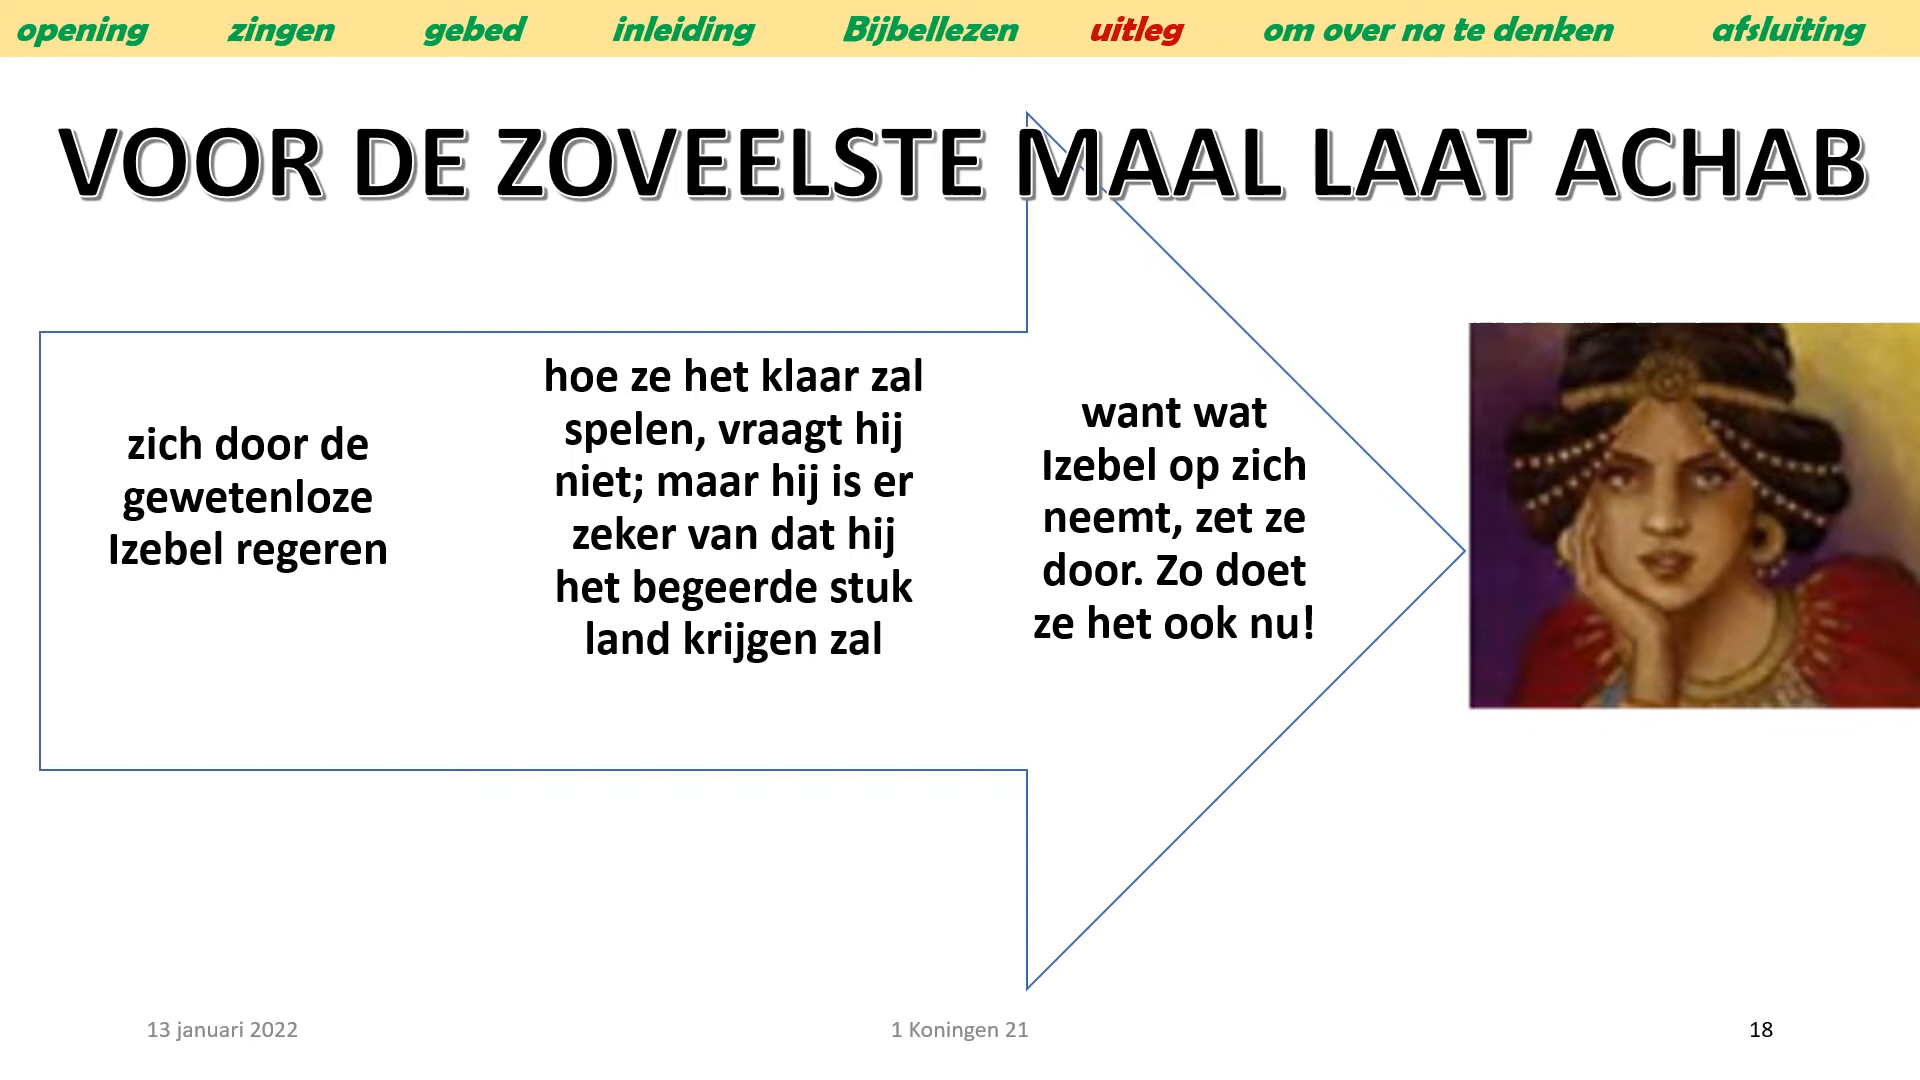 opening zingen gebed inleiding Bijbellezen uitleg om over na te denken afsluiting
VOOR DE ZOVEELSTE MAAL LAAT ACHAB
zich door de
gewetenloze
Izebel regeren
hoe ze het klaar zal
spelen, vraagt hij
niet; maar hij is er
zeker van dat hij
het begeerde stuk
land krijgen zal
want wat
Izebel op zich
neemt, zet ze
door. Zo doet
ze het ook nu!
13 januari 2022
1 Koningen 21
18